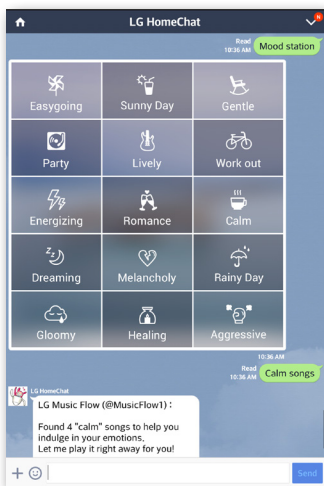 LG HomeChat
N
Read
10:36 AM
Mood station
Easygoing
Sunny Day
Gentle
Party
Lively
Work out
Energizing
Romance
Calm
Dreaming
Melancholy
Rainy Day
Gloomy
Healing
Aggressive
10:36 AM
Read
10:36 AM
Calm songs
LG HomeChat
LG Music Flow (@MusicFlow1) :
Found 4 "calm" songs to help you
indulge in your emotions.
Let me play it right away for you!
Send